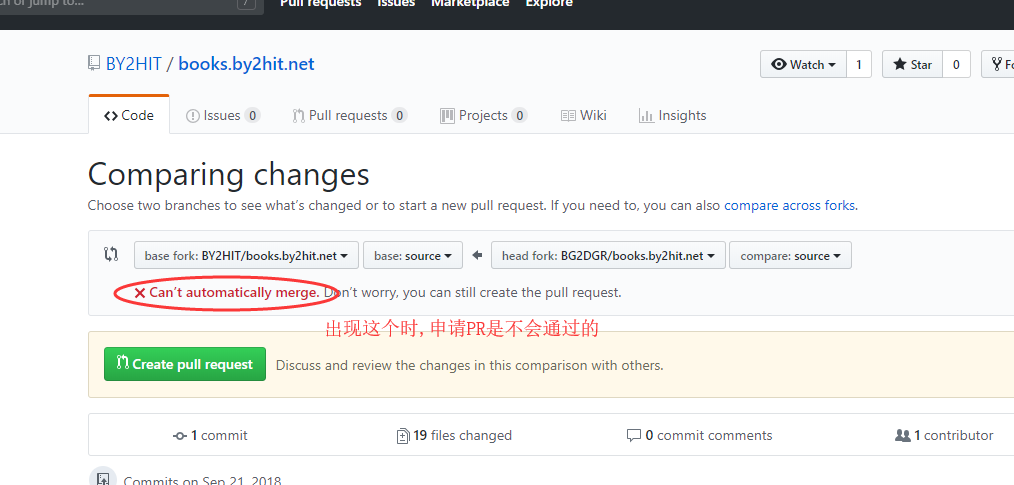 or jump to...
/
Pull requests Issues Marketplace Explore
BY2HIT / books.by2hit.net
Watch 1 Star 0
Code Issues 0 Pull requests 0 Projects 0 Wiki Insights
Comparing changes
Choose two branches to see what's changed or to start a new pull request. If you need to, you can also compare across forks.
base fork: BY2HIT/books.by2hit.net base: source head fork: BG2DGR/books.by2hit.net compare: source
Can't automatically merge. Don't worry, you can still create the pull request.
出现这个时,申请PR是不会通过的
Create pull request Discuss and review the changes in this comparison with others.
1 commit 19 files changed 0 commit comments 1 contributor
Commits on Sep 21, 2018